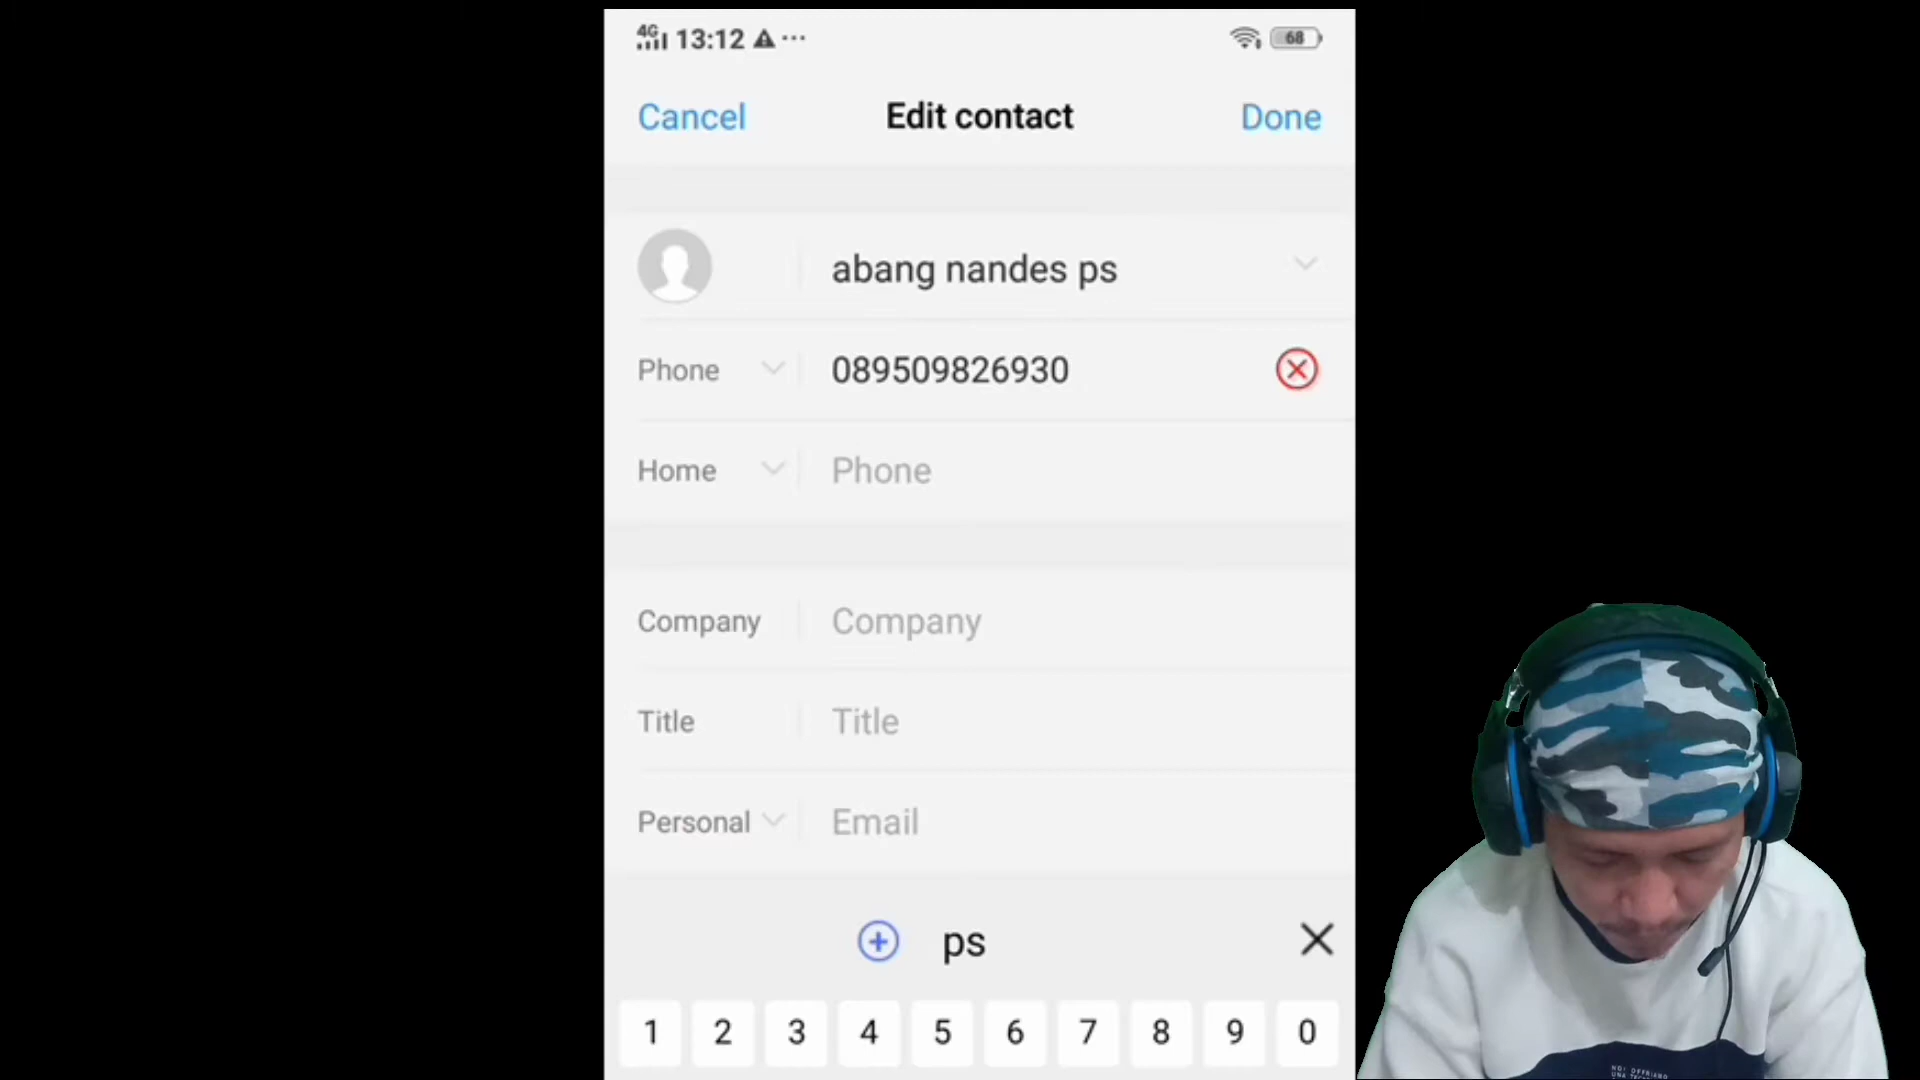 4G 13:12 68
Cancel Edit contact Done
abang nandes ps
Phone 089509826930
Home Phone
Company Company
Title Title
Personal Email
ps
1 2 3 4 5 6 7 8 9 0